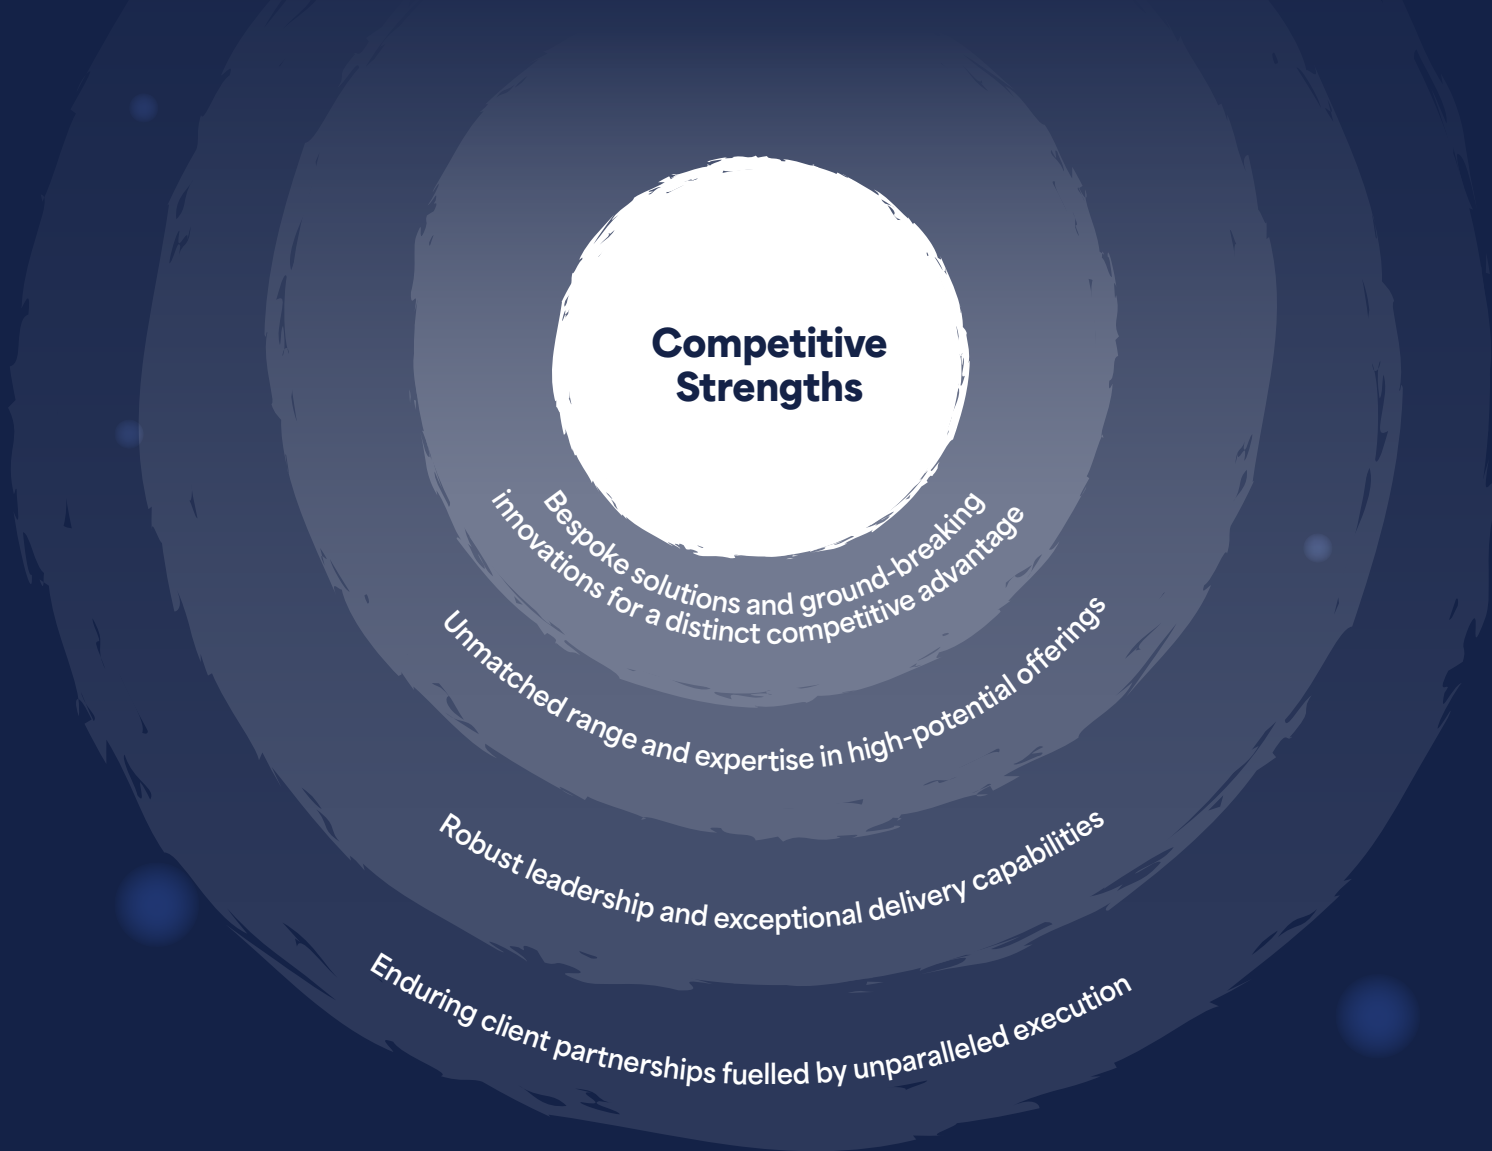 Competitive
Strengths
Bespoke solutions and ground-breaking
innovations for a distinct competitive advantage
Unmatched range and expertise in high-potential offerings
Robust leadership and exceptional delivery capabilities
Enduring client partnerships fuelled by unparalleled execution